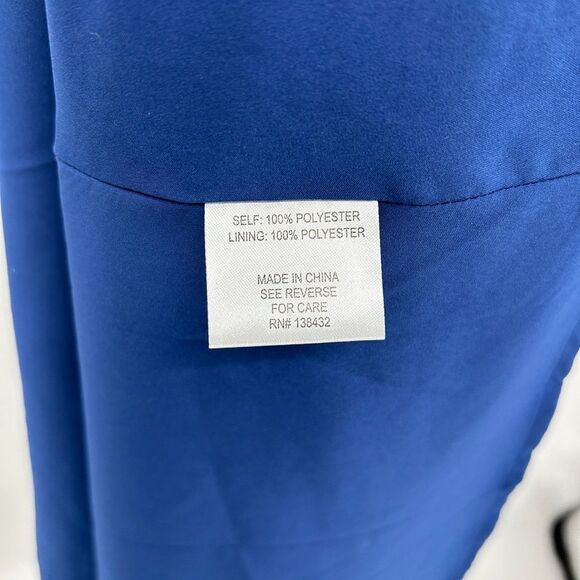 SELF: 100% POLYESTER
LINING: 100% POLYESTER
MADE IN CHINA
SEE REVERSE
FOR CARE
RN# 138432